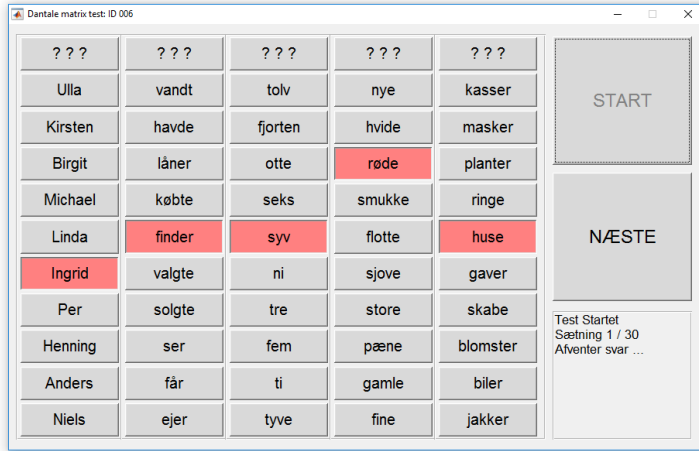 Dantale matrix test: ID 006
? ? ? ? ? ? ? ? ? ? ? ? ? ? ?
Ulla vandt tolv nye kasser
Kirsten havde fjorten hvide masker
Birgit låner otte røde planter
Michael købte seks smukke ringe
Linda finder syv flotte huse
Ingrid valgte ni sjove gaver
Per solgte tre store skabe
Henning ser fem pæne blomster
Anders får ti gamle biler
Niels ejer tyve fine jakker
START
NÆSTE
Test Startet
Sætning 1 / 30
Afventer svar ...